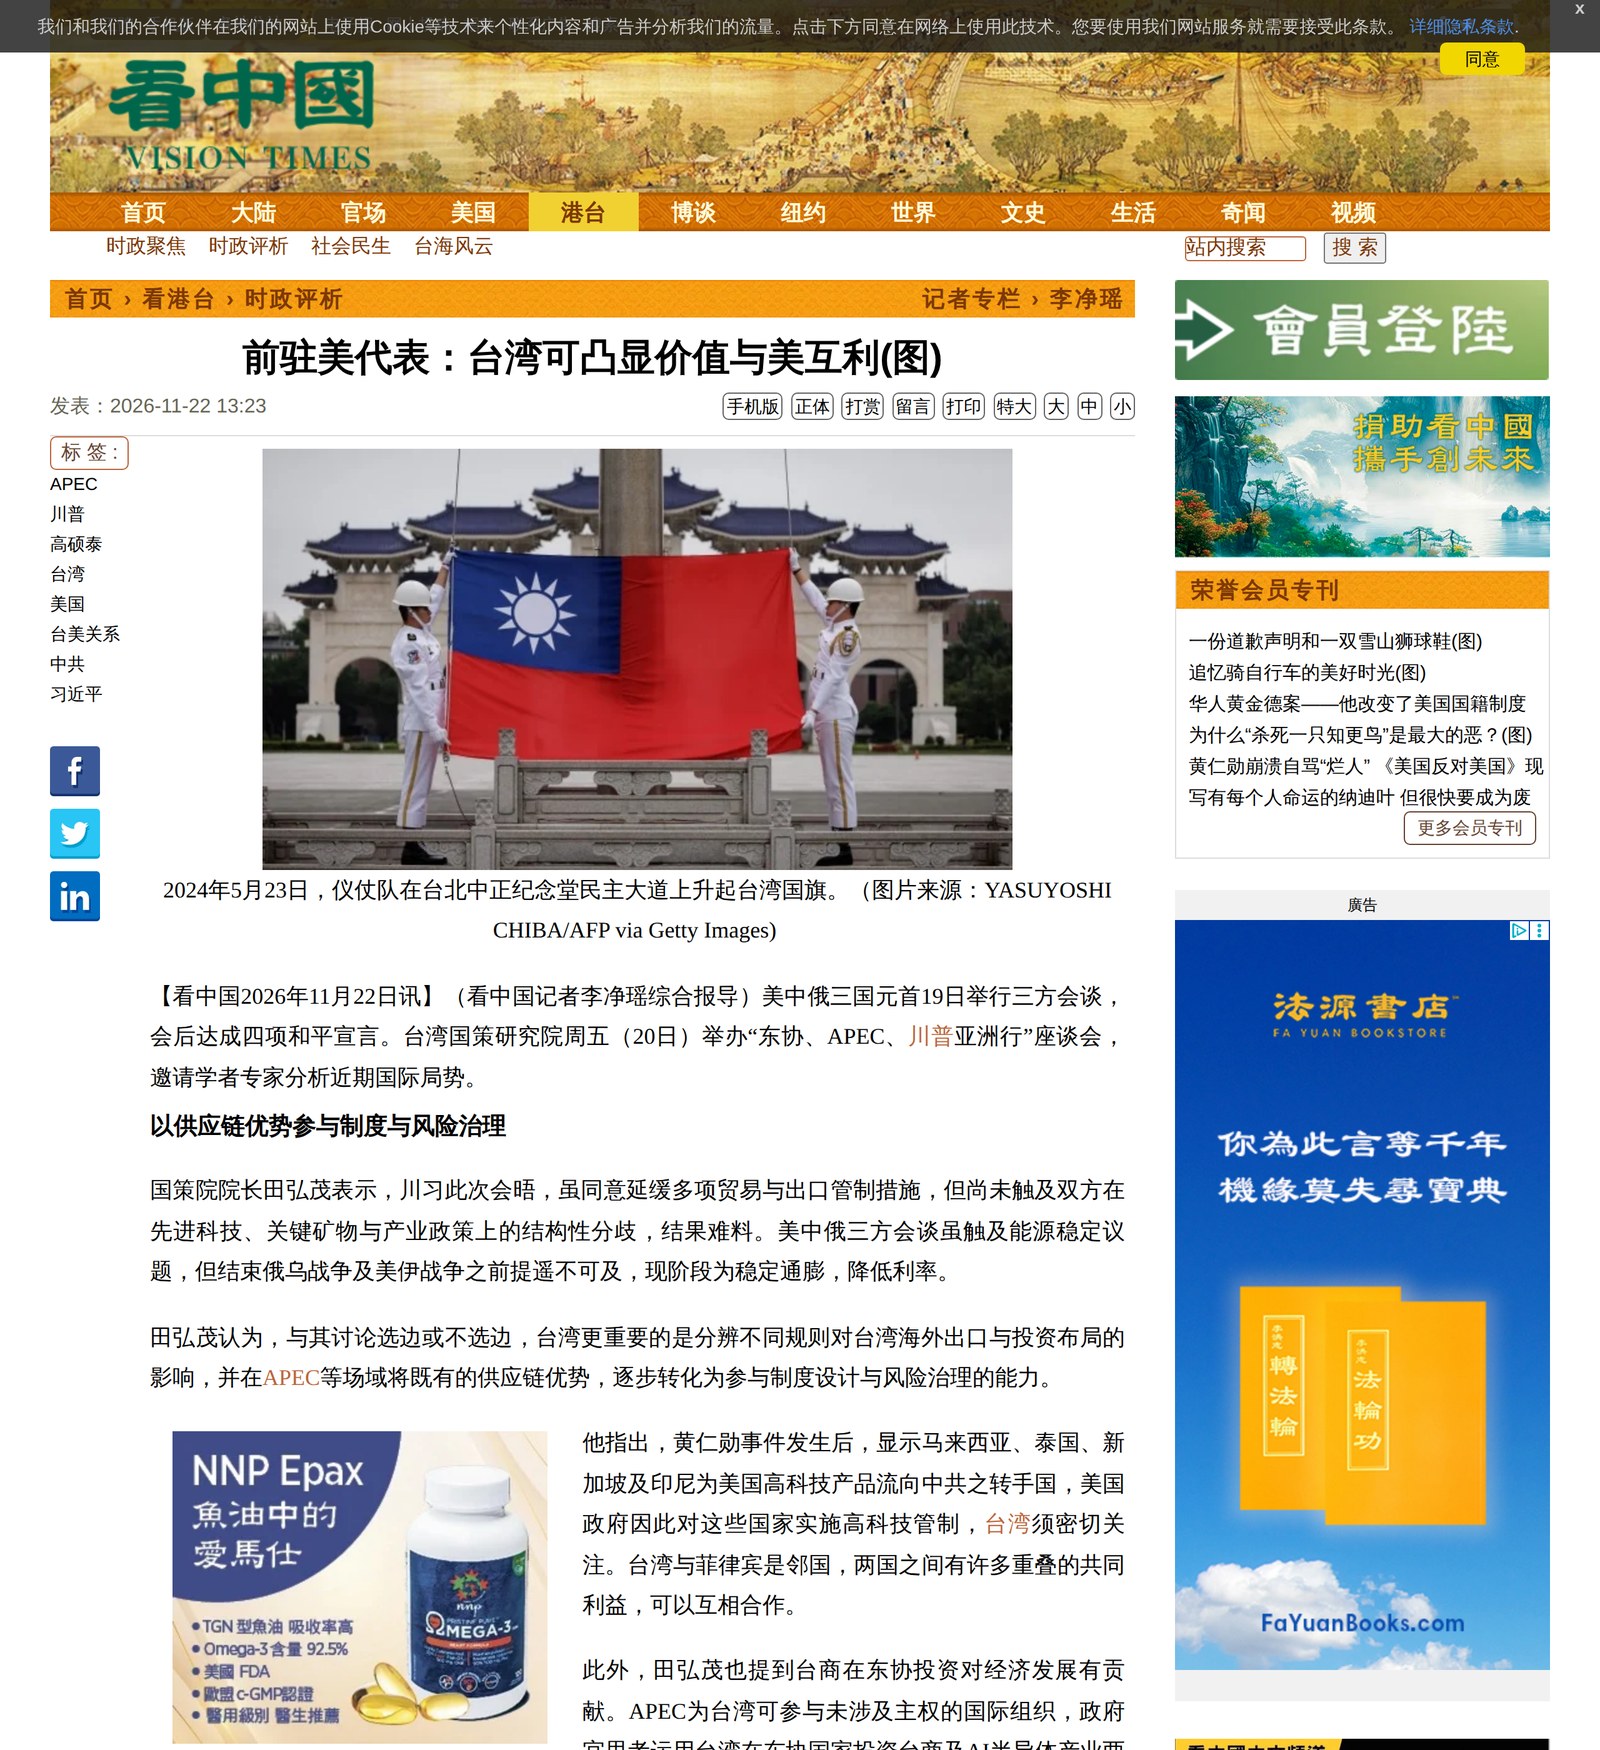 我们和我们的合作伙伴在我们的网站上使用Cookie等技术来个性化内容和广告并分析我们的流量。点击下方同意在网络上使用此技术。您要使用我们网站服务就需要接受此条款。 详细隐私条款.
x
同意
看中國
VISION TIMES
首页 大陆 官场 美国 港台 博谈 纽约 世界 文史 生活 奇闻 视频
时政聚焦 时政评析 社会民生 台海风云
站内搜索 搜 索
首页 › 看港台 › 时政评析
记者专栏 › 李净瑶
前驻美代表：台湾可凸显价值与美互利(图)
发表：2026-11-22 13:23
手机版 正体 打赏 留言 打印 特大 大 中 小
标 签 :
APEC
川普
高硕泰
台湾
美国
台美关系
中共
习近平
2024年5月23日，仪仗队在台北中正纪念堂民主大道上升起台湾国旗。（图片来源：YASUYOSHI
CHIBA/AFP via Getty Images)
【看中国2026年11月22日讯】（看中国记者李净瑶综合报导）美中俄三国元首19日举行三方会谈，
会后达成四项和平宣言。台湾国策研究院周五（20日）举办“东协、APEC、川普亚洲行”座谈会，
邀请学者专家分析近期国际局势。
以供应链优势参与制度与风险治理
国策院院长田弘茂表示，川习此次会晤，虽同意延缓多项贸易与出口管制措施，但尚未触及双方在
先进科技、关键矿物与产业政策上的结构性分歧，结果难料。美中俄三方会谈虽触及能源稳定议
题，但结束俄乌战争及美伊战争之前提遥不可及，现阶段为稳定通膨，降低利率。
田弘茂认为，与其讨论选边或不选边，台湾更重要的是分辨不同规则对台湾海外出口与投资布局的
影响，并在APEC等场域将既有的供应链优势，逐步转化为参与制度设计与风险治理的能力。
NNP Epax
魚油中的
愛馬仕
•TGN 型魚油 吸收率高
•Omega-3含量 92.5%
•美國 FDA
•歐盟c-GMP認證
•醫用級別 醫生推薦
nnp
PRISTINE PURE
OMEGA-3
他指出，黄仁勋事件发生后，显示马来西亚、泰国、新
加坡及印尼为美国高科技产品流向中共之转手国，美国
政府因此对这些国家实施高科技管制，台湾须密切关
注。台湾与菲律宾是邻国，两国之间有许多重叠的共同
利益，可以互相合作。
此外，田弘茂也提到台商在东协投资对经济发展有贡
献。APEC为台湾可参与未涉及主权的国际组织，政府
宜思考运用台湾在东协国家投资台商及AI半导体产业两
會員登陸
捐助看中國
攜手創未來
荣誉会员专刊
一份道歉声明和一双雪山狮球鞋(图)
追忆骑自行车的美好时光(图)
华人黄金德案——他改变了美国国籍制度
为什么“杀死一只知更鸟”是最大的恶？(图)
黄仁勋崩溃自骂“烂人” 《美国反对美国》现
写有每个人命运的纳迪叶 但很快要成为废
更多会员专刊
廣告
法源書店
FA YUAN BOOKSTORE
你為此言尋千年
機緣莫失尋寶典
李洪志
轉法輪
李洪志
法輪功
FaYuanBooks.com